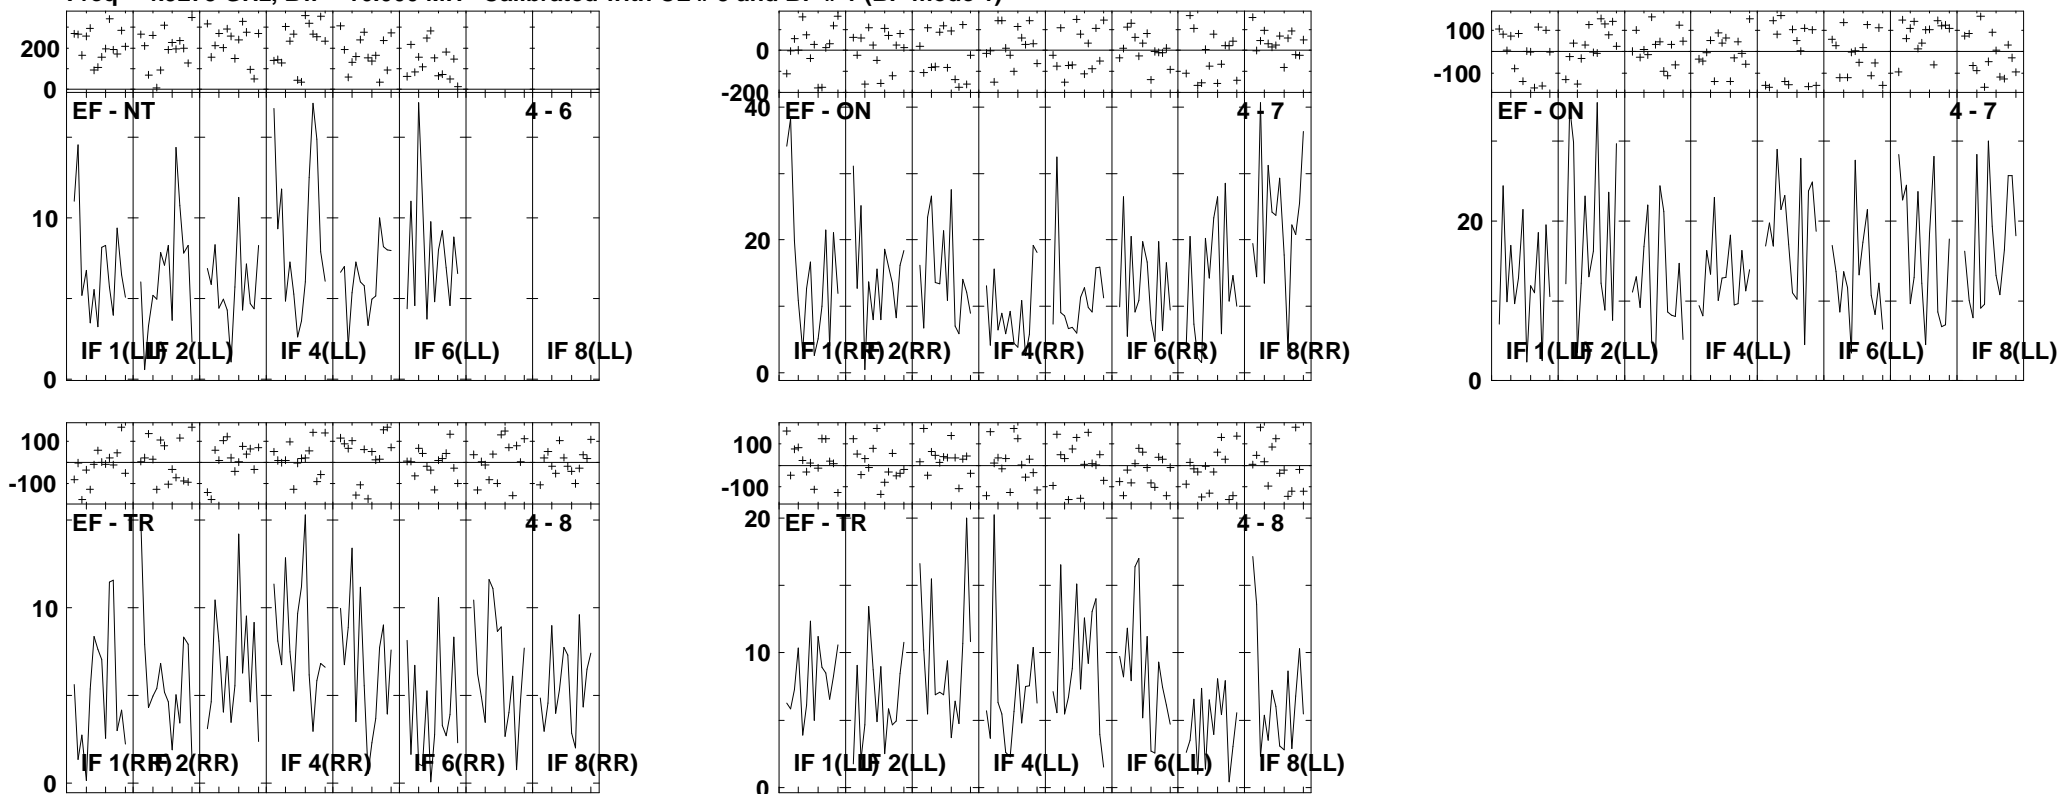 200
0
EF - NT
4 - 6
10
0
IF 1(LL)
IF 2(LL)
IF 4(LL)
IF 6(LL)
IF 8(LL)
0
-200
40
EF - ON
4 - 7
20
0
IF 1(RR)
IF 2(RR)
IF 4(RR)
IF 6(RR)
IF 8(RR)
100
-100
EF - ON
4 - 7
20
0
IF 1(LL)
IF 2(LL)
IF 4(LL)
IF 6(LL)
IF 8(LL)
100
-100
EF - TR
4 - 8
10
0
IF 1(RR)
IF 2(RR)
IF 4(RR)
IF 6(RR)
IF 8(RR)
100
-100
20
EF - TR
4 - 8
10
0
IF 1(LL)
IF 2(LL)
IF 4(LL)
IF 6(LL)
IF 8(LL)